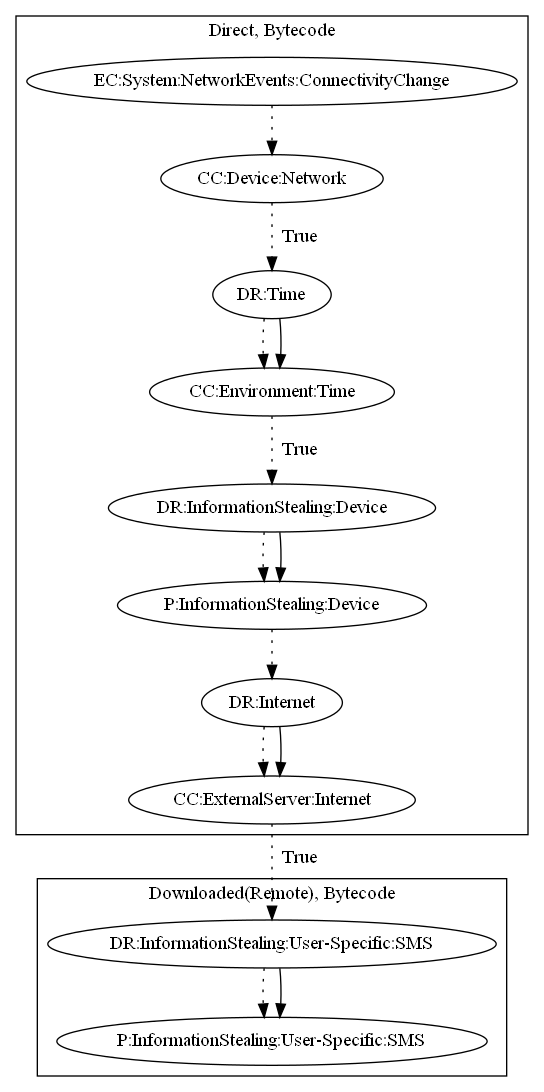 Direct, Bytecode
EC:System:NetworkEvents:ConnectivityChange
CC:Device:Network
True
DR:Time
CC:Environment:Time
True
DR:InformationStealing:Device
P:InformationStealing:Device
DR:Internet
CC:ExternalServer:Internet
True
Downloaded(Remote), Bytecode
DR:InformationStealing:User-Specific:SMS
P:InformationStealing:User-Specific:SMS